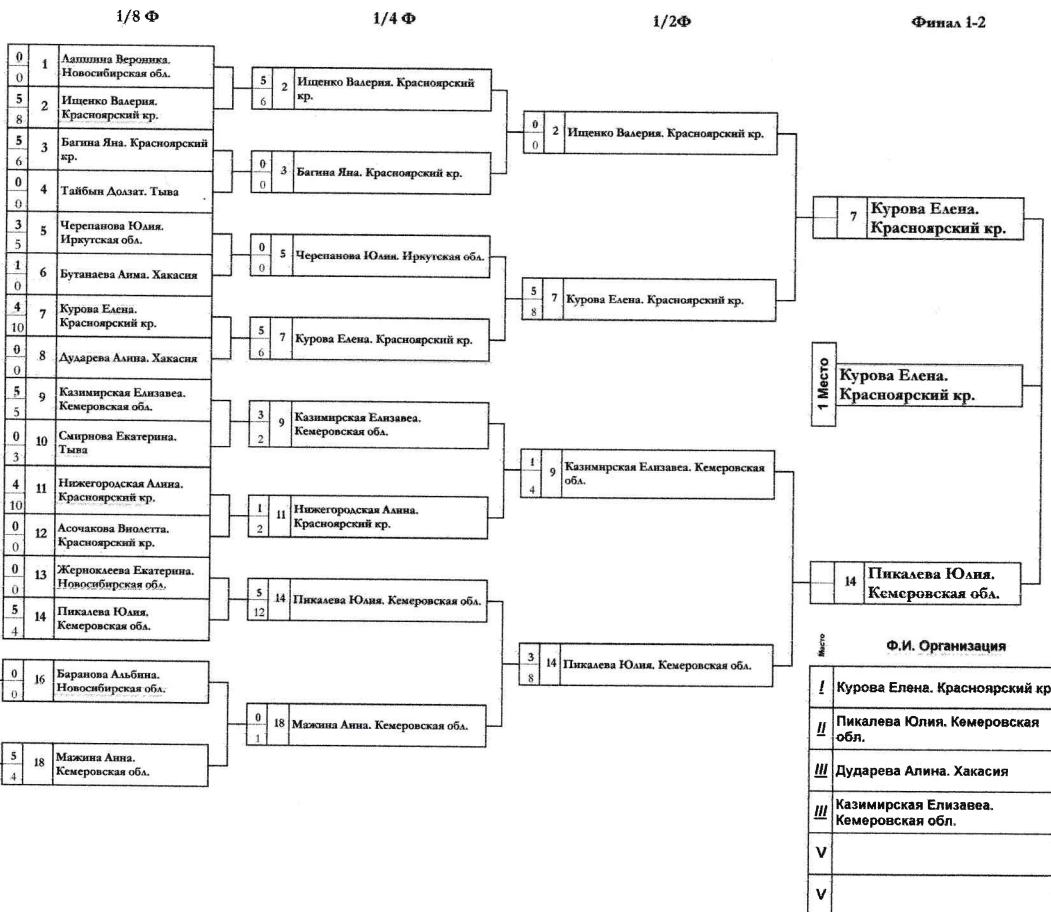 1/8 Ф
1/4 Ф
1/2Ф
Финал 1-2
0
0
1
Лапшина Вероника.
Новосибирская обл.
5
8
2
Ищенко Валерия.
Красноярский кр.
5
6
3
Багина Яна. Красноярский
кр.
0
0
4
Тайбын Долзат. Тыва
3
5
5
Черепанова Юлия.
Иркутская обл.
1
0
6
Бутанаева Аима. Хакасия
4
10
7
Курова Елена.
Красноярский кр.
0
0
8
Дударева Алина. Хакасия
5
5
9
Казимирская Елизавеа.
Кемеровская обл.
0
3
10
Смирнова Екатерина.
Тыва
4
10
11
Нижегородская Алина.
Красноярский кр.
0
0
12
Асочакова Виолетта.
Красноярский кр.
0
0
13
Жерноклеева Екатерина.
Новосибирская обл.
5
4
14
Пикалева Юлия.
Кемеровская обл.
0
0
16
Баранова Альбина.
Новосибирская обл.
5
4
18
Мажина Анна.
Кемеровская обл.
5
6
2
Ищенко Валерия. Красноярский
кр.
0
0
3
Багина Яна. Красноярский кр.
0
0
5
Черепанова Юлия. Иркутская обл.
5
6
7
Курова Елена. Красноярский кр.
3
2
9
Казимирская Елизавеа.
Кемеровская обл.
1
2
11
Нижегородская Алина.
Красноярский кр.
5
12
14
Пикалева Юлия. Кемеровская обл.
0
1
18
Мажина Анна. Кемеровская обл.
0
0
2
Ищенко Валерия. Красноярский кр.
5
8
7
Курова Елена. Красноярский кр.
1
4
9
Казимирская Елизавеа. Кемеровская
обл.
3
8
14
Пикалева Юлия. Кемеровская обл.
7
Курова Елена.
Красноярский кр.
1 Место
Курова Елена.
Красноярский кр.
14
Пикалева Юлия.
Кемеровская обл.
Место
Ф.И. Организация
I
Курова Елена. Красноярский кр
II
Пикалева Юлия. Кемеровская
обл.
III
Дударева Алина. Хакасия
III
Казимирская Елизавеа.
Кемеровская обл.
V
V